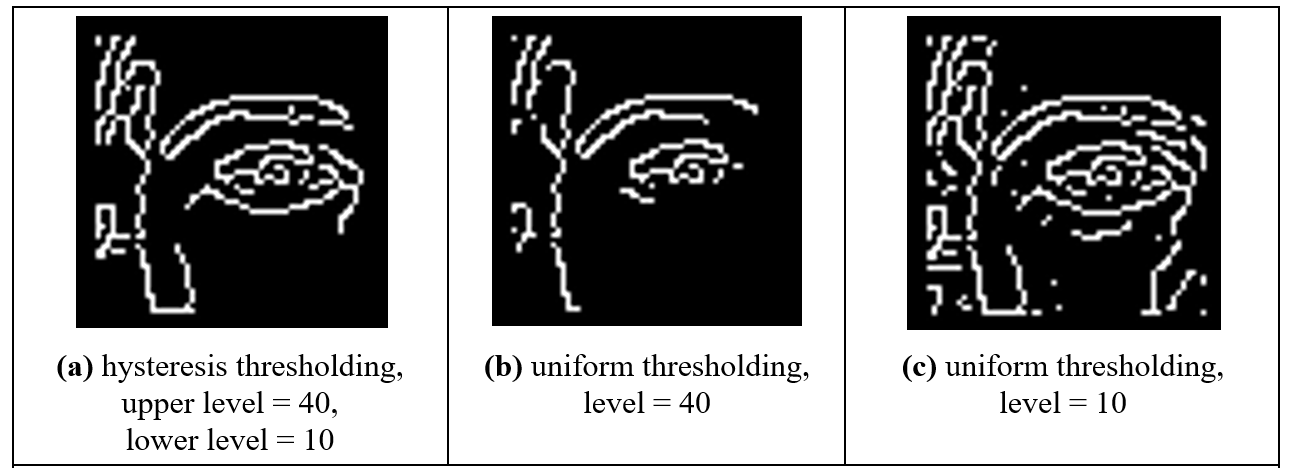 (a) hysteresis thresholding,
upper level = 40,
lower level = 10
(b) uniform thresholding,
level = 40
(c) uniform thresholding,
level = 10